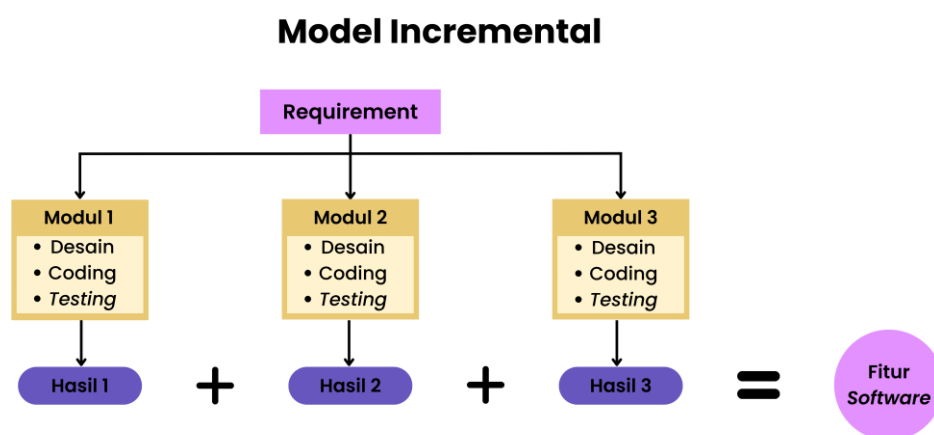 Model Incremental
Requirement
Modul 1
• Desain
• Coding
• Testing
Modul 2
• Desain
• Coding
• Testing
Modul 3
• Desain
• Coding
• Testing
Hasil 1
+
Hasil 2
+
Hasil 3
=
Fitur
Software